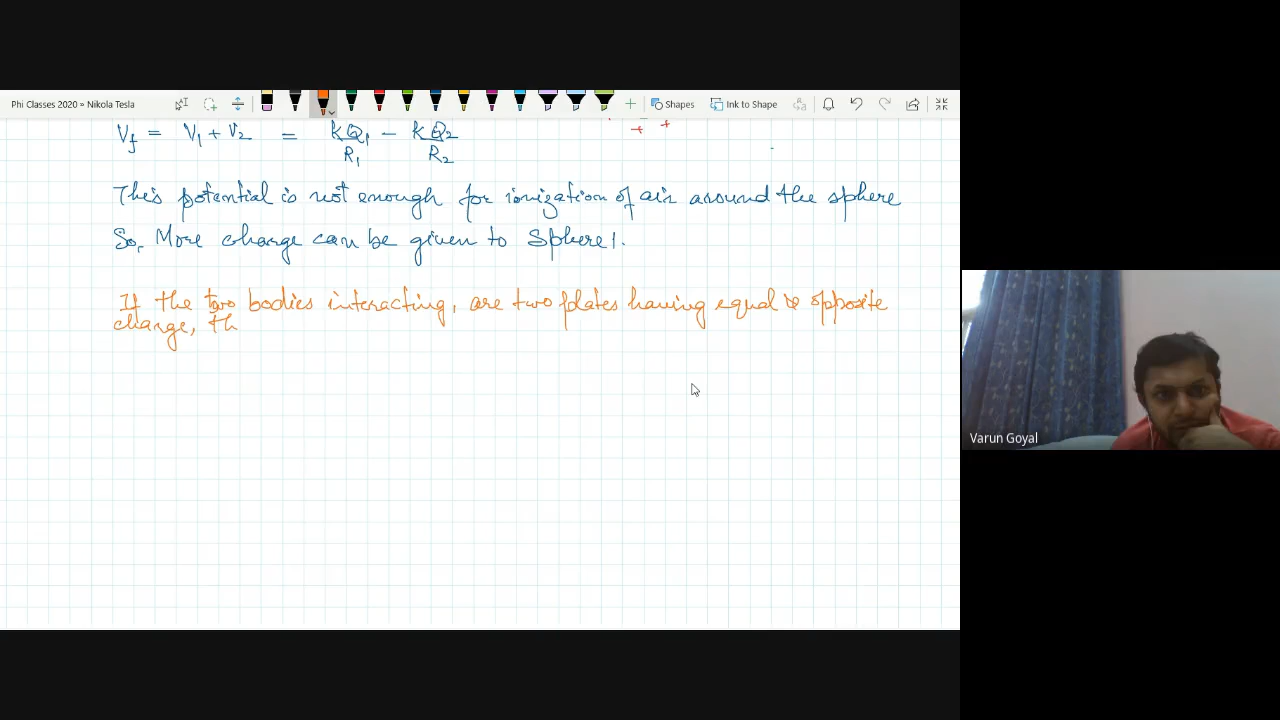 Phi Classes 2020 » Nikola Tesla
Shapes
Ink to Shape
Vf = V1 + V2 = KQ1/R1 - KQ2/R2
This potential is not enough for ionization of air around the sphere
So, More charge can be given to Sphere 1.
If the two bodies interacting, are two plates having equal & opposite
charge, th
Varun Goyal